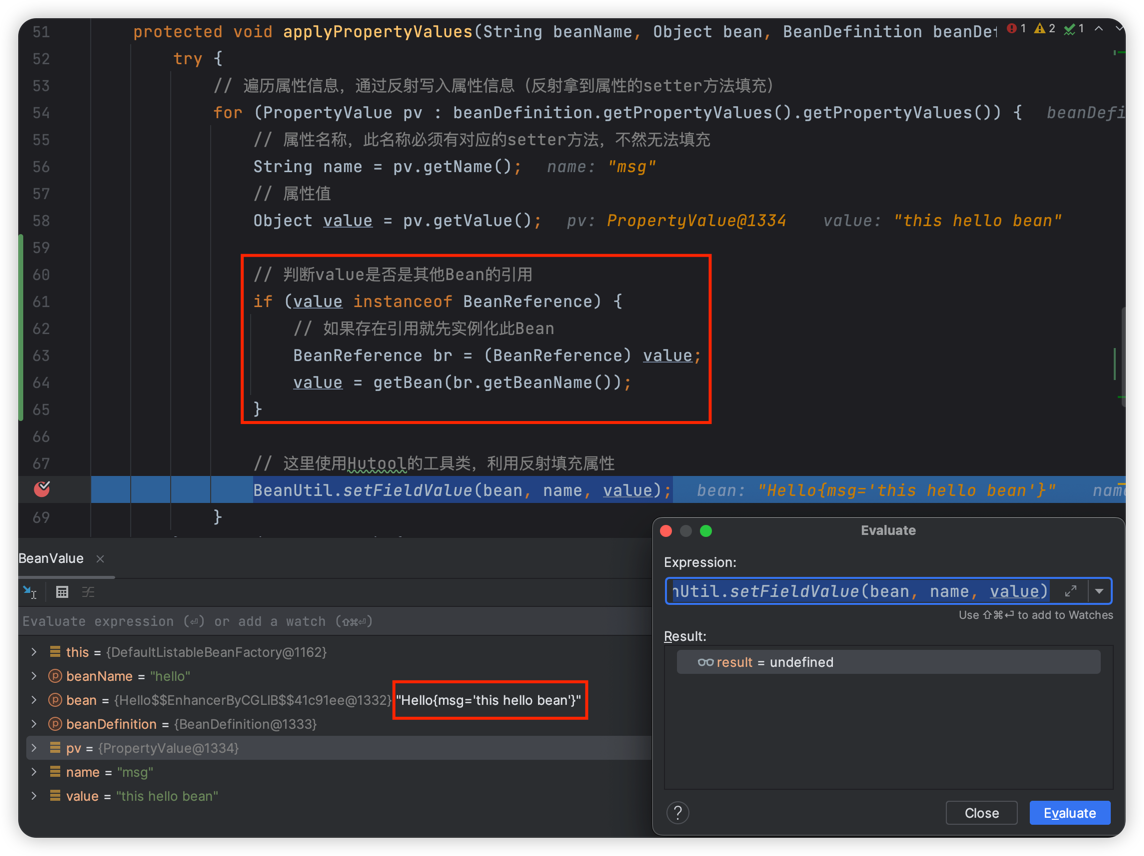 51 protected void applyPropertyValues(String beanName, Object bean, BeanDefinition beanDe 1 2 1
52 try {
53 // 遍历属性信息，通过反射写入属性信息（反射拿到属性的setter方法填充）
54 for (PropertyValue pv : beanDefinition.getPropertyValues().getPropertyValues()) { beanDefi
55 // 属性名称，此名称必须有对应的setter方法，不然无法填充
56 String name = pv.getName(); name: "msg"
57 // 属性值
58 Object value = pv.getValue(); pv: PropertyValue@1334 value: "this hello bean"
59
60 // 判断value是否是其他Bean的引用
61 if (value instanceof BeanReference) {
62 // 如果存在引用就先实例化此Bean
63 BeanReference br = (BeanReference) value;
64 value = getBean(br.getBeanName());
65 }
66
67 // 这里使用Hutool的工具类，利用反射填充属性
BeanUtil.setFieldValue(bean, name, value); bean: "Hello{msg='this hello bean'}" nam
69 }
BeanValue
Evaluate expression (⏎) or add a watch (⇧⌘⏎)
this = {DefaultListableBeanFactory@1162}
beanName = "hello"
bean = {Hello$$EnhancerByCGLIB$$41c91ee@1332} "Hello{msg='this hello bean'}"
beanDefinition = {BeanDefinition@1333}
pv = {PropertyValue@1334}
name = "msg"
value = "this hello bean"
Evaluate
Expression:
Util.setFieldValue(bean, name, value)
Use ⇧⌘⏎ to add to Watches
Result:
result = undefined
?
Close
Evaluate